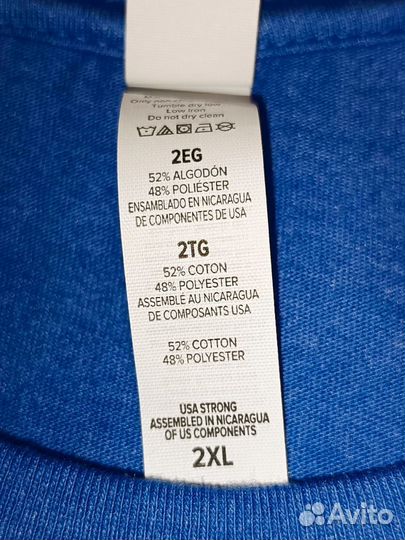 Only non-
Tumble dry low
Low Iron
Do not dry clean
2EG
52% ALGODÓN
48% POLIÉSTER
ENSAMBLADO EN NICARAGUA
DE COMPONENTES DE USA
2TG
52% COTON
48% POLYESTER
ASSEMBLÉ AU NICARAGUA
DE COMPOSANTS USA
52% COTTON
48% POLYESTER
USA STRONG
ASSEMBLED IN NICARAGUA
OF US COMPONENTS
2XL
Avito